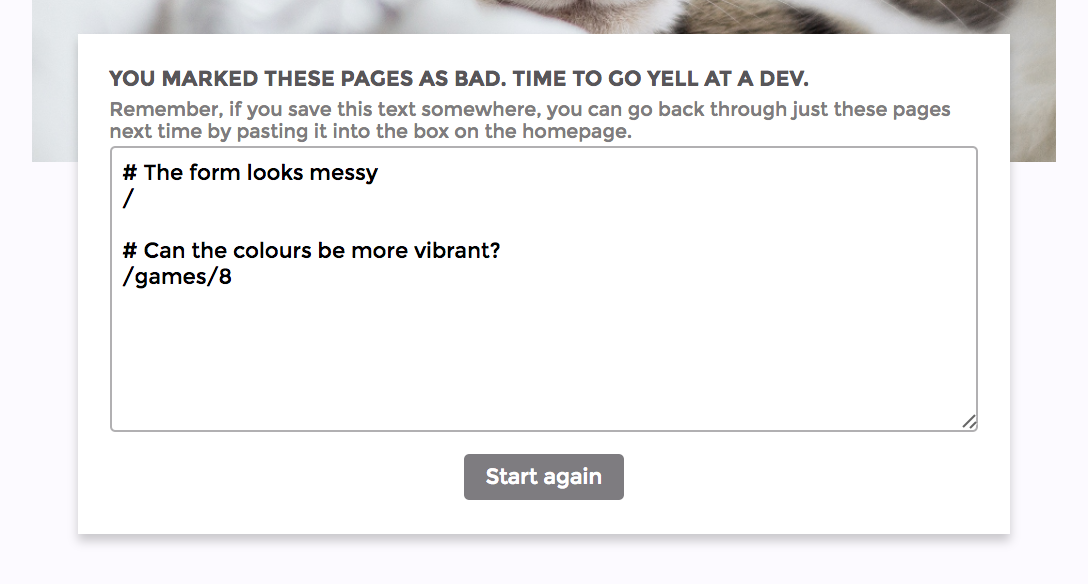 YOU MARKED THESE PAGES AS BAD. TIME TO GO YELL AT A DEV.
Remember, if you save this text somewhere, you can go back through just these pages
next time by pasting it into the box on the homepage.
# The form looks messy
/
# Can the colours be more vibrant?
/games/8
Start again